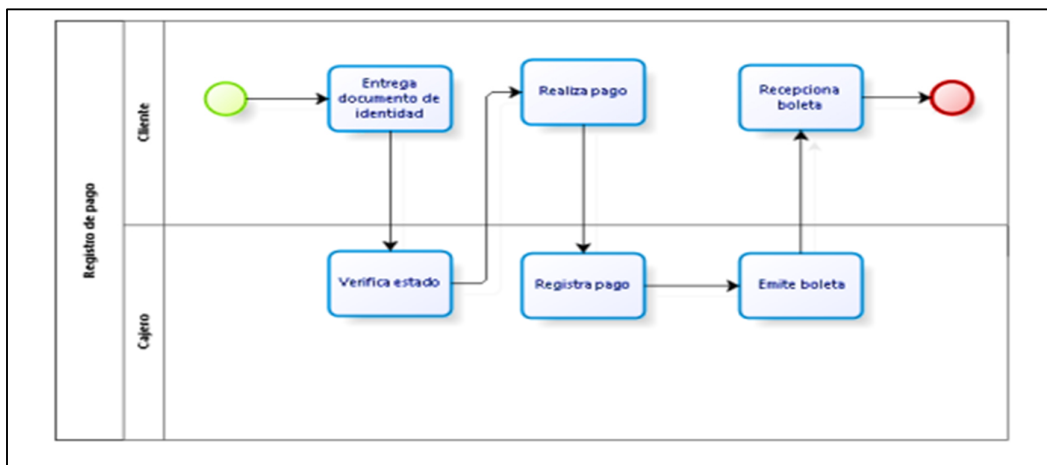 Registro de pago
Cliente
Entrega
documento de
identidad
Realiza pago
Recepciona
boleta
Cajero
Verifica estado
Registra pago
Emite boleta